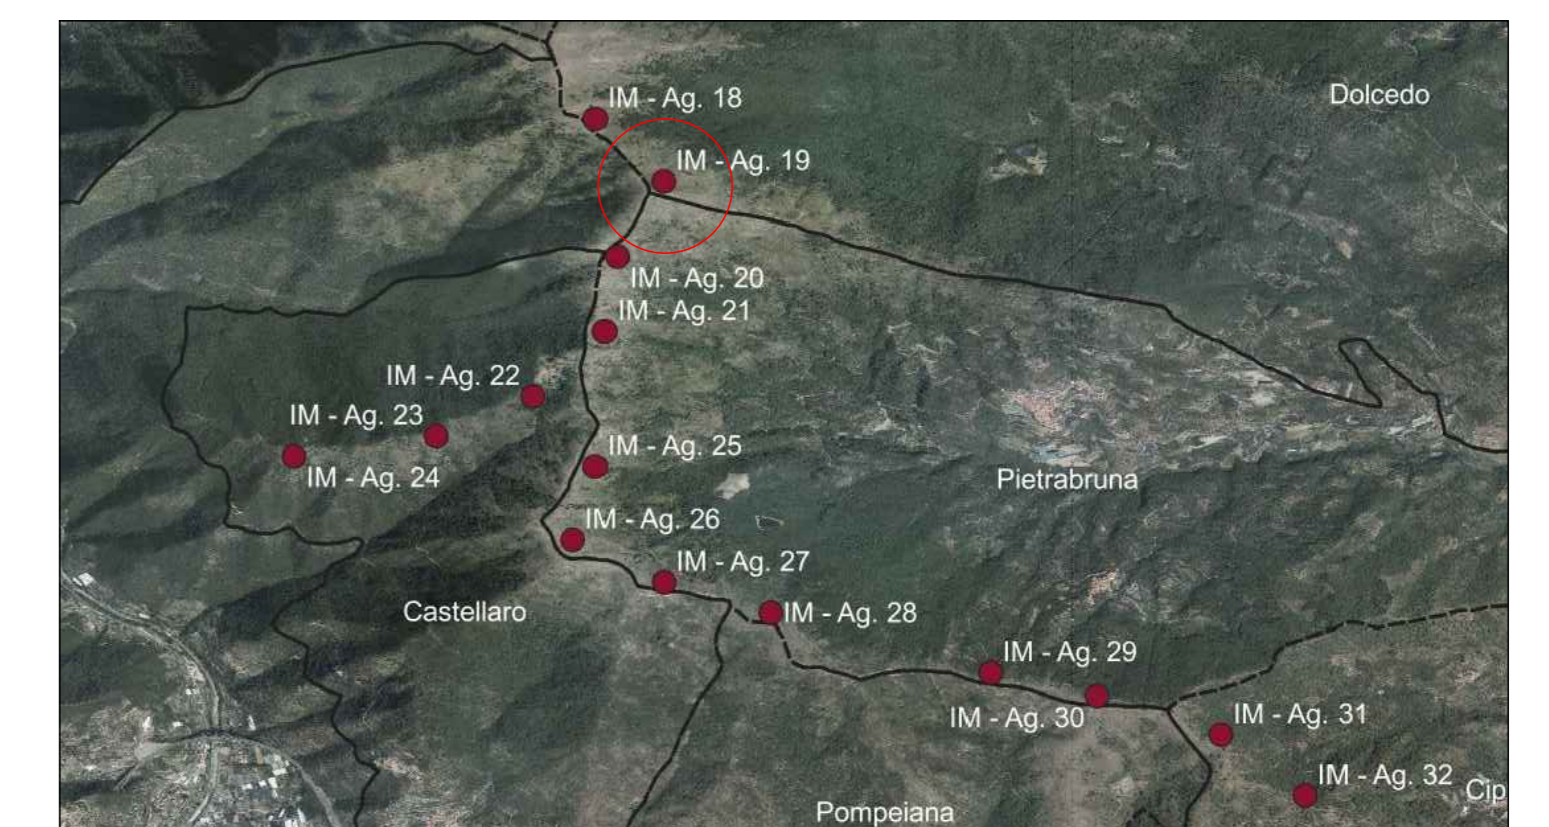 Dolcedo
IM - Ag. 18
IM - Ag. 19
IM - Ag. 20
IM - Ag. 21
IM - Ag. 22
IM - Ag. 23
IM - Ag. 24
IM - Ag. 25
Pietrabruna
IM - Ag. 26
IM - Ag. 27
Castellaro
IM - Ag. 28
IM - Ag. 29
IM - Ag. 30
IM - Ag. 31
IM - Ag. 32
Cip
Pompeiana